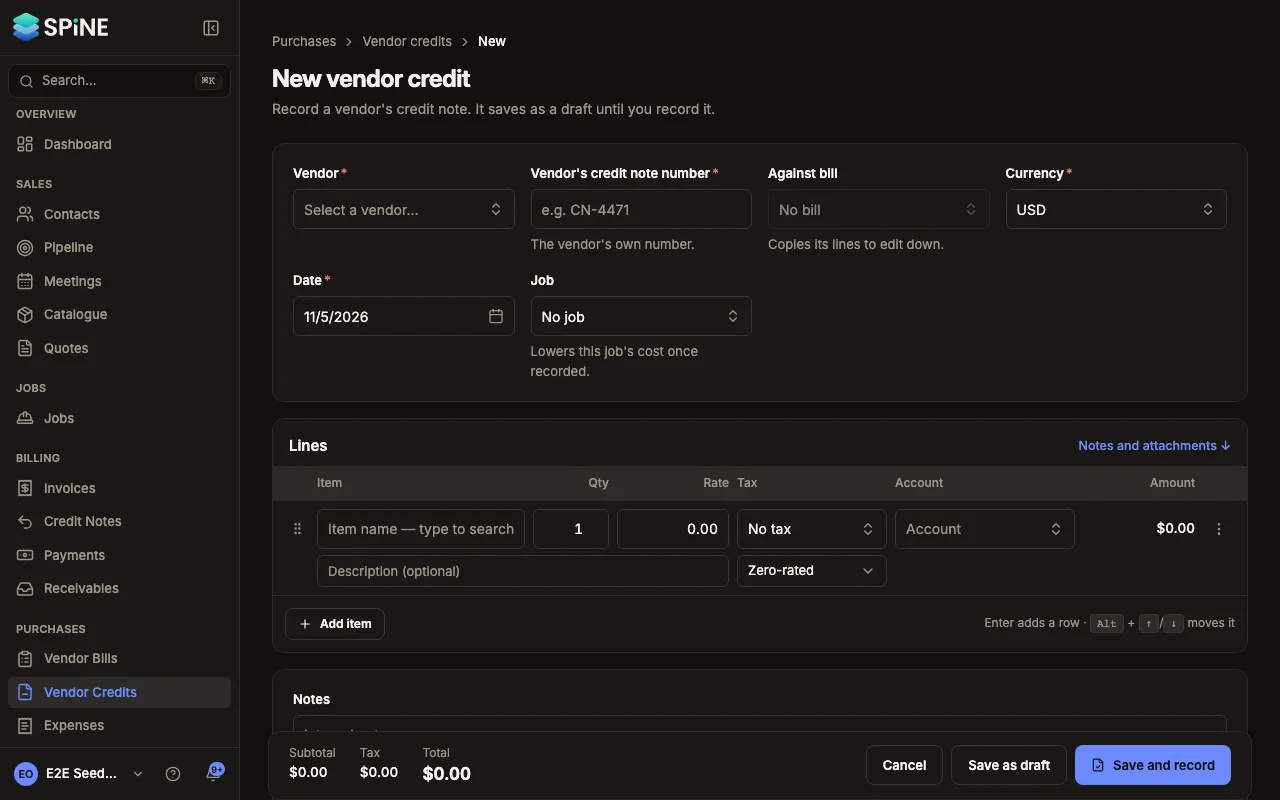 SPiNE
Search...
⌘K
OVERVIEW
Dashboard
SALES
Contacts
Pipeline
Meetings
Catalogue
Quotes
JOBS
Jobs
BILLING
Invoices
Credit Notes
Payments
Receivables
PURCHASES
Vendor Bills
Vendor Credits
Expenses
EO E2E Seed... 9+
Purchases > Vendor credits > New
New vendor credit
Record a vendor's credit note. It saves as a draft until you record it.
Vendor* Vendor's credit note number* Against bill Currency*
Select a vendor... e.g. CN-4471 No bill USD
The vendor's own number. Copies its lines to edit down.
Date* Job
11/5/2026 No job
Lowers this job's cost once
recorded.
Lines Notes and attachments ↓
Item Qty Rate Tax Account Amount
Item name — type to search 1 0.00 No tax Account $0.00
Description (optional) Zero-rated
+ Add item Enter adds a row · Alt + ↑/↓ moves it
Notes
Subtotal Tax Total
$0.00 $0.00 $0.00
Cancel Save as draft Save and record